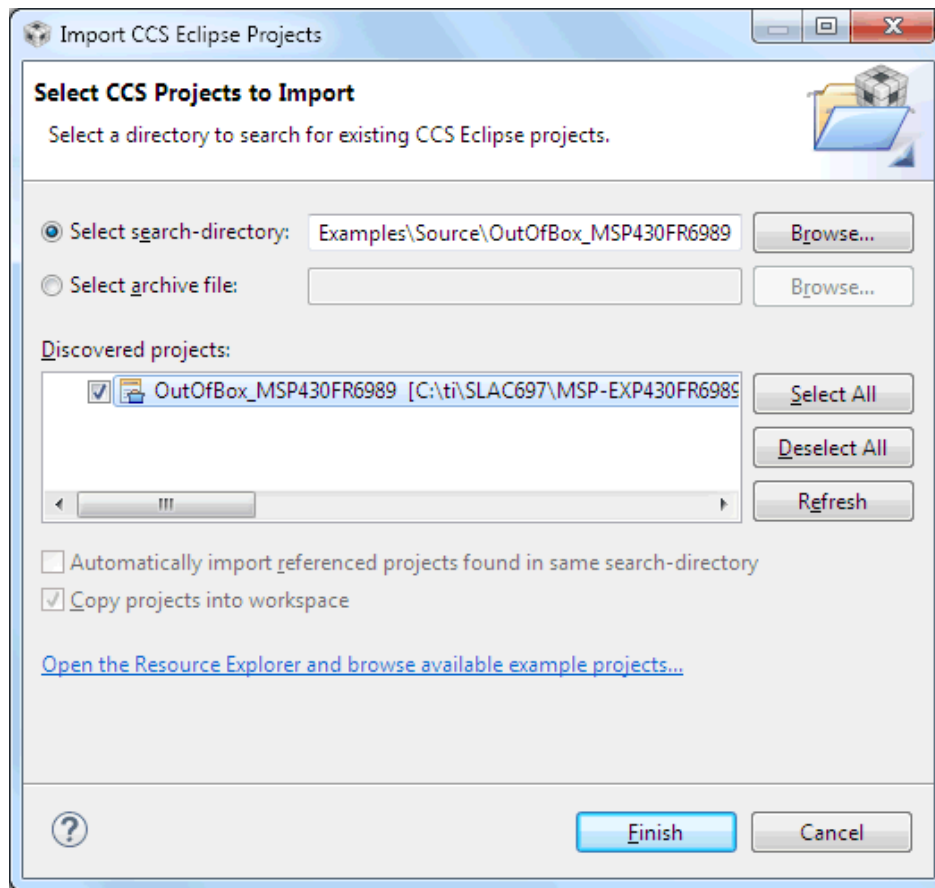 Import CCS Eclipse Projects
Select CCS Projects to Import
Select a directory to search for existing CCS Eclipse projects.
Select search-directory: Examples\Source\OutOfBox_MSP430FR6989 Browse...
Select archive file: Browse...
Discovered projects:
OutOfBox_MSP430FR6989 [C:\ti\SLAC697\MSP-EXP430FR6989 Select All
Deselect All
Refresh
Automatically import referenced projects found in same search-directory
Copy projects into workspace
Open the Resource Explorer and browse available example projects...
Finish Cancel